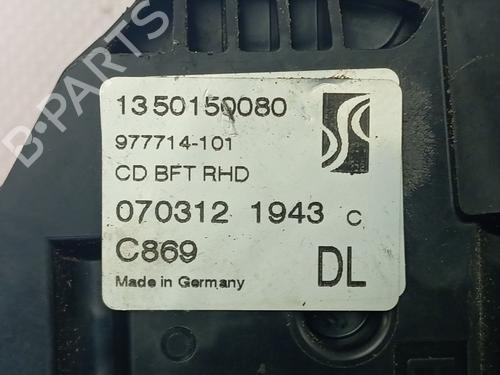 1350150080
977714-101
CD BFT RHD
070312 1943 C
C869
DL
Made in Germany
B-PARTS